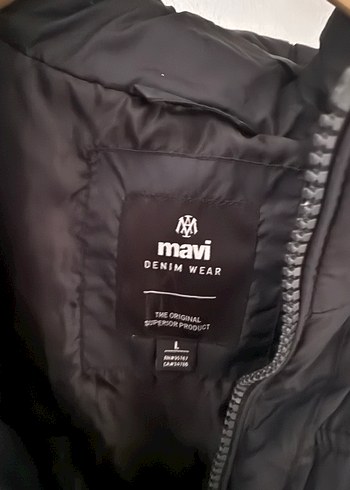 mavi
DENIM WEAR
THE ORIGINAL
SUPERIOR PRODUCT
L